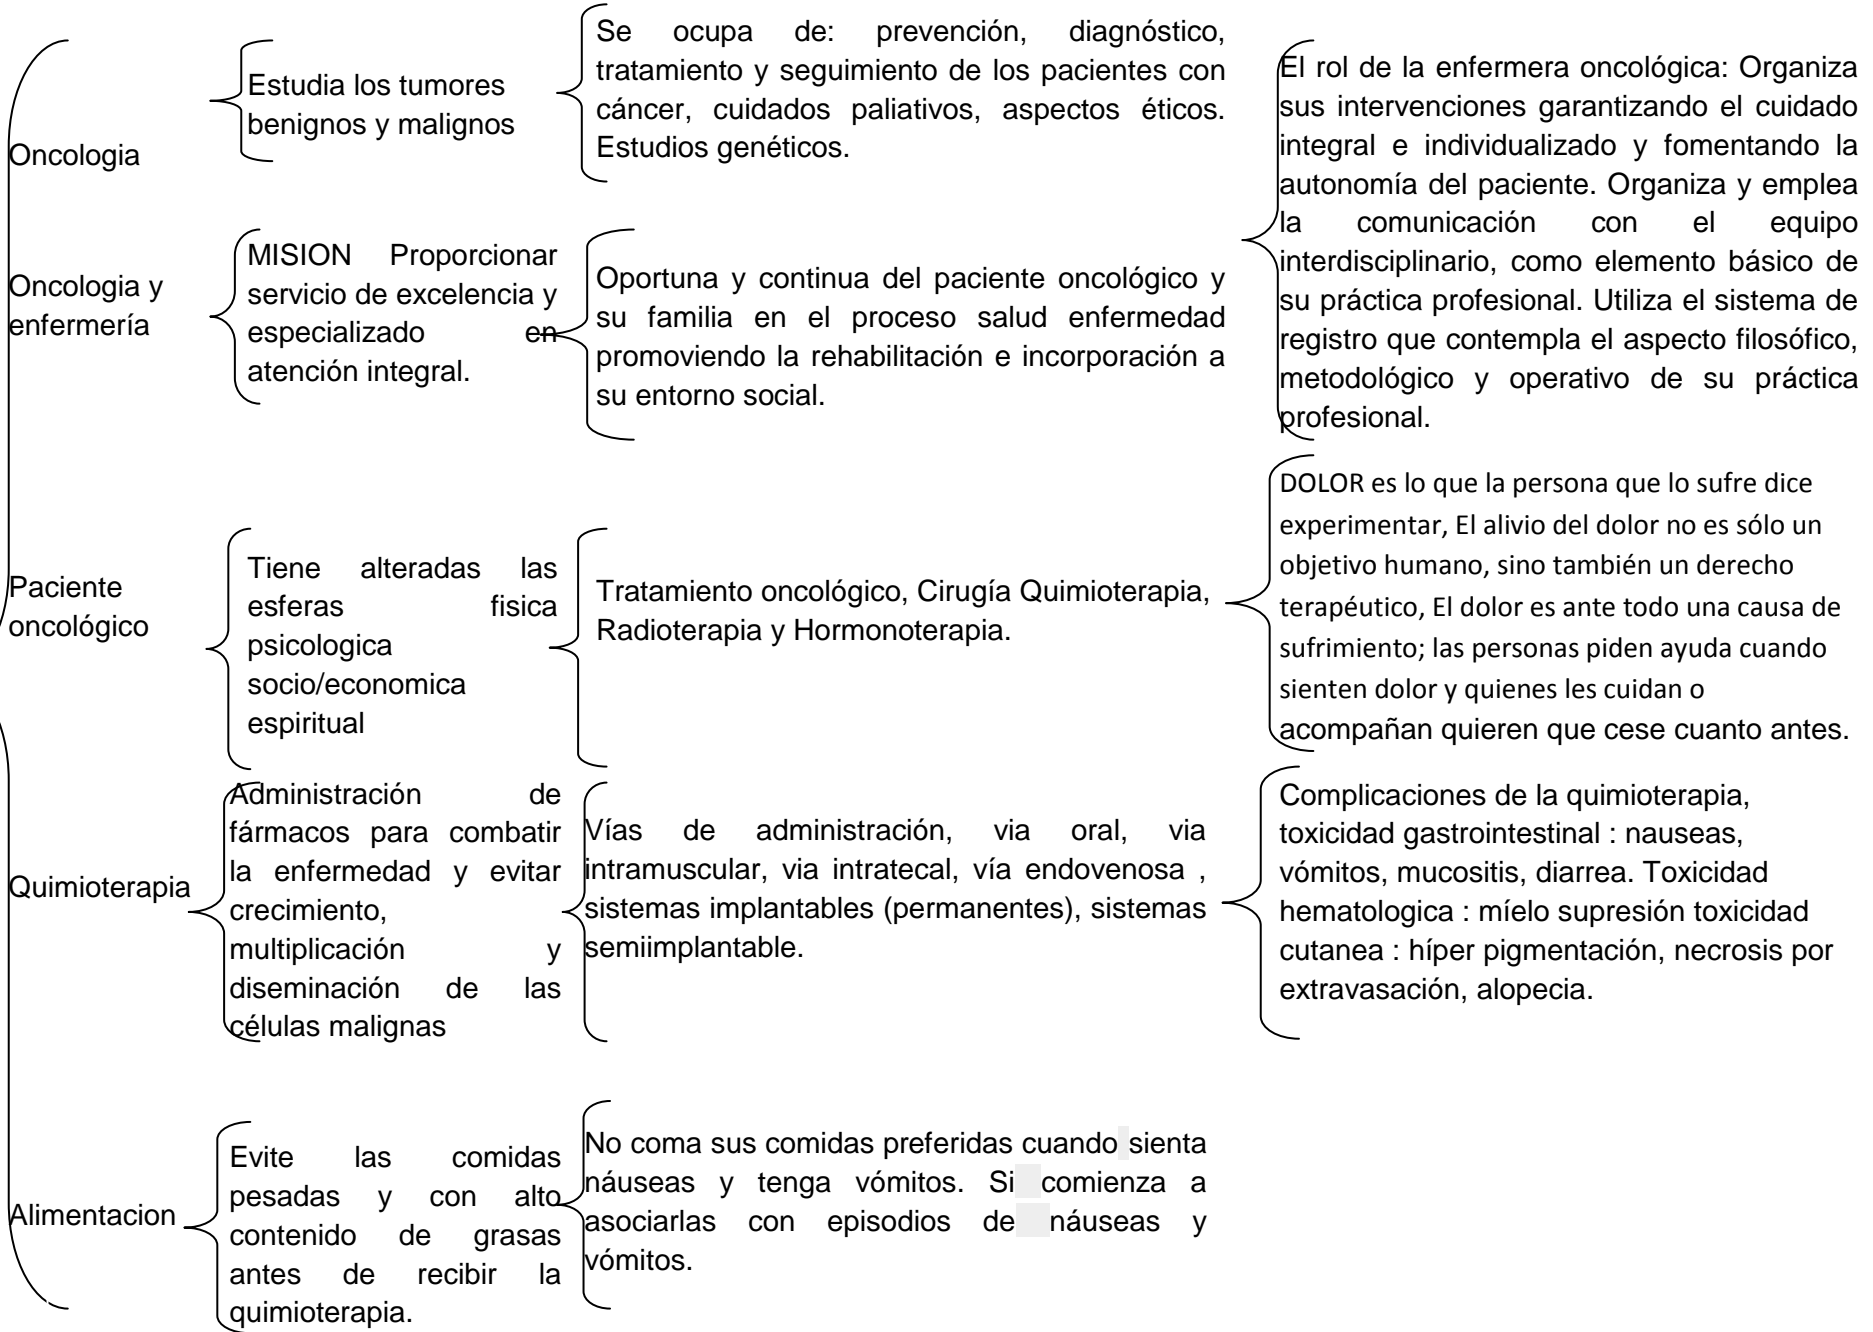 Oncologia
Estudia los tumores
benignos y malignos
Se ocupa de: prevención, diagnóstico,
tratamiento y seguimiento de los pacientes con
cáncer, cuidados paliativos, aspectos éticos.
Estudios genéticos.
Oncologia y
enfermería
MISION Proporcionar
servicio de excelencia y
especializado en
atención integral.
Oportuna y continua del paciente oncológico y
su familia en el proceso salud enfermedad
promoviendo la rehabilitación e incorporación a
su entorno social.
El rol de la enfermera oncológica: Organiza
sus intervenciones garantizando el cuidado
integral e individualizado y fomentando la
autonomía del paciente. Organiza y emplea
la comunicación con el equipo
interdisciplinario, como elemento básico de
su práctica profesional. Utiliza el sistema de
registro que contempla el aspecto filosófico,
metodológico y operativo de su práctica
profesional.
Paciente
oncológico
Tiene alteradas las
esferas fisica
psicologica
socio/economica
espiritual
Tratamiento oncológico, Cirugía Quimioterapia,
Radioterapia y Hormonoterapia.
DOLOR es lo que la persona que lo sufre dice
experimentar, El alivio del dolor no es sólo un
objetivo humano, sino también un derecho
terapéutico, El dolor es ante todo una causa de
sufrimiento; las personas piden ayuda cuando
sienten dolor y quienes les cuidan o
acompañan quieren que cese cuanto antes.
Quimioterapia
Administración de
fármacos para combatir
la enfermedad y evitar
crecimiento,
multiplicación y
diseminación de las
células malignas
Vías de administración, via oral, via
intramuscular, via intratecal, vía endovenosa ,
sistemas implantables (permanentes), sistemas
semiimplantable.
Complicaciones de la quimioterapia,
toxicidad gastrointestinal : nauseas,
vómitos, mucositis, diarrea. Toxicidad
hematologica : míelo supresión toxicidad
cutanea : híper pigmentación, necrosis por
extravasación, alopecia.
Alimentacion
Evite las comidas
pesadas y con alto
contenido de grasas
antes de recibir la
quimioterapia.
No coma sus comidas preferidas cuando sienta
náuseas y tenga vómitos. Si comienza a
asociarlas con episodios de náuseas y
vómitos.